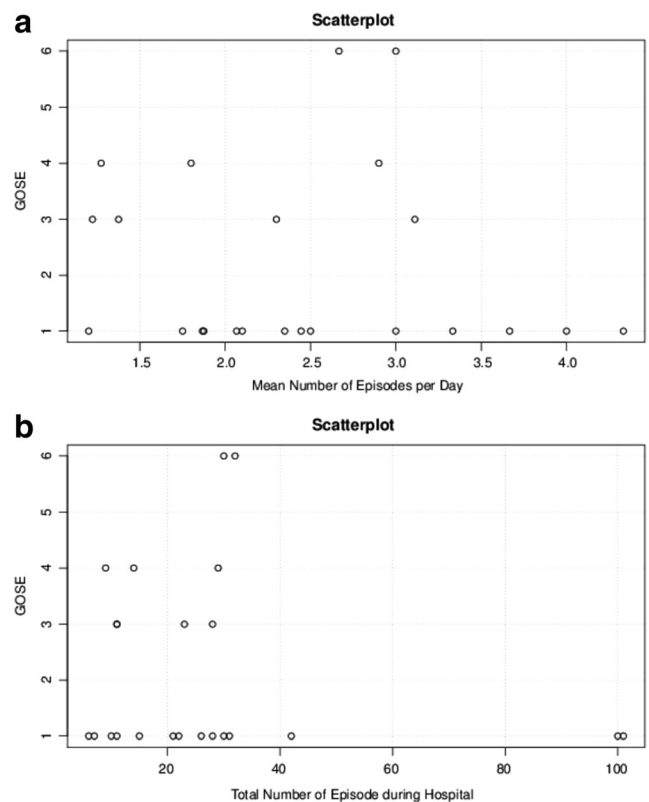 a
Scatterplot
6
5
4
3
2
1
GOSE
1.5 2.0 2.5 3.0 3.5 4.0
Mean Number of Episodes per Day
b
Scatterplot
6
5
4
3
2
1
GOSE
20 40 60 80 100
Total Number of Episode during Hospital